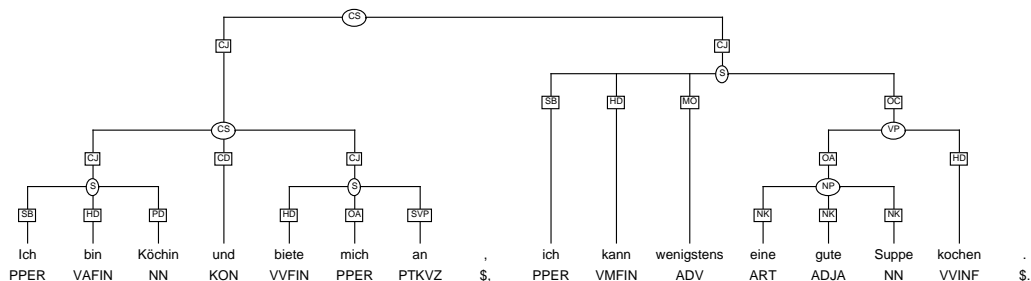 CS
CJ CJ
S
SB HD MO OC
CS VP
CJ CD CJ OA HD
S S NP
SB HD PD HD OA SVP NK NK NK
Ich bin Köchin und biete mich an , ich kann wenigstens eine gute Suppe kochen .
PPER VAFIN NN KON VVFIN PPER PTKVZ $, PPER VMFIN ADV ART ADJA NN VVINF $.